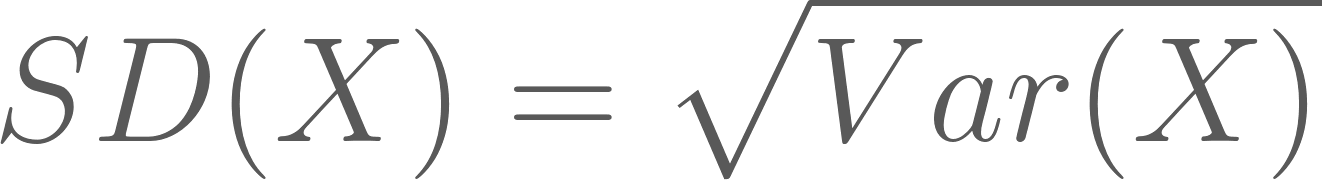 SD(X) = √Var(X)